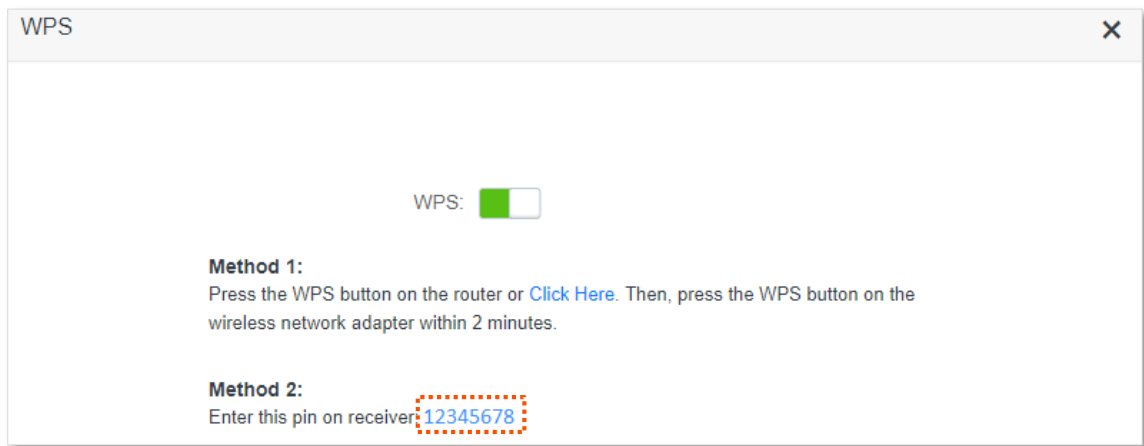 WPS
WPS:
Method 1:
Press the WPS button on the router or Click Here. Then, press the WPS button on the
wireless network adapter within 2 minutes.
Method 2:
Enter this pin on receiver: 12345678